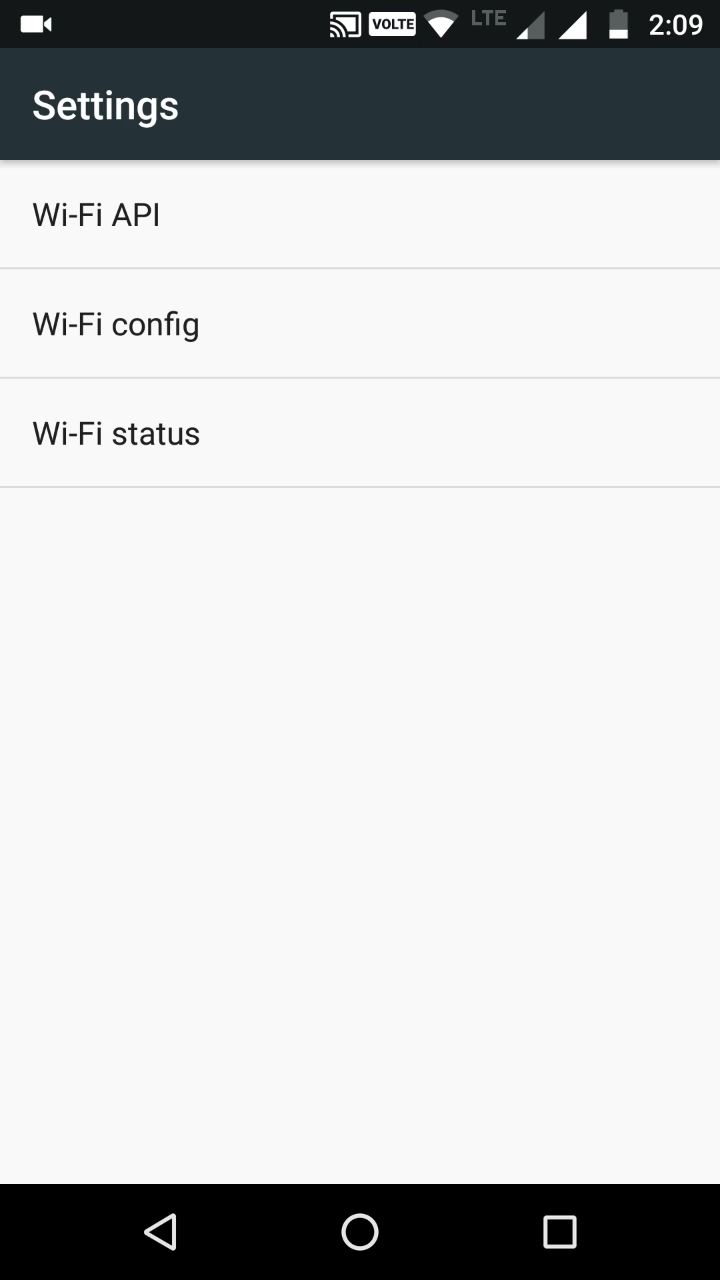 VOLTE LTE 2:09
Settings
Wi-Fi API
Wi-Fi config
Wi-Fi status